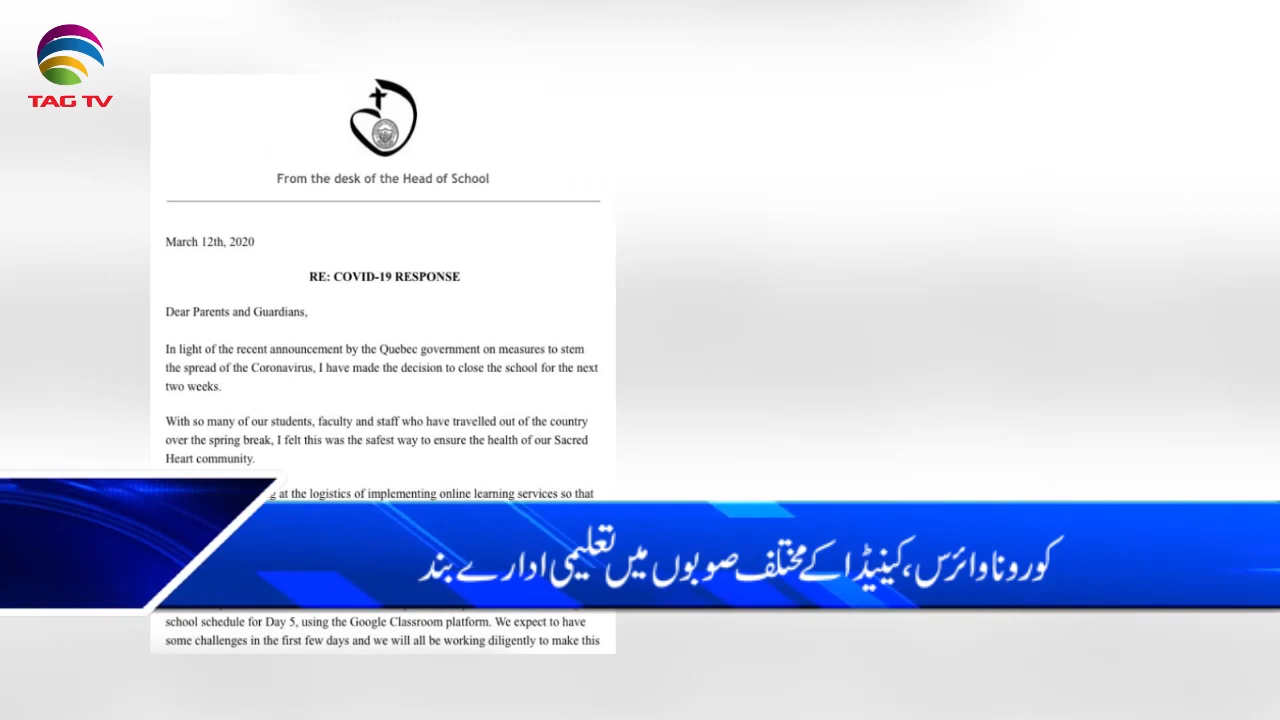 TAG TV
From the desk of the Head of School
March 12th, 2020
RE: COVID-19 RESPONSE
Dear Parents and Guardians,
In light of the recent announcement by the Quebec government on measures to stem
the spread of the Coronavirus, I have made the decision to close the school for the next
two weeks.
With so many of our students, faculty and staff who have travelled out of the country
over the spring break, I felt this was the safest way to ensure the health of our Sacred
Heart community.
at the logistics of implementing online learning services so that
کورونا وائرس، کینیڈا کے مختلف صوبوں میں تعلیمی ادارے بند
school schedule for Day 5, using the Google Classroom platform. We expect to have
some challenges in the first few days and we will all be working diligently to make this